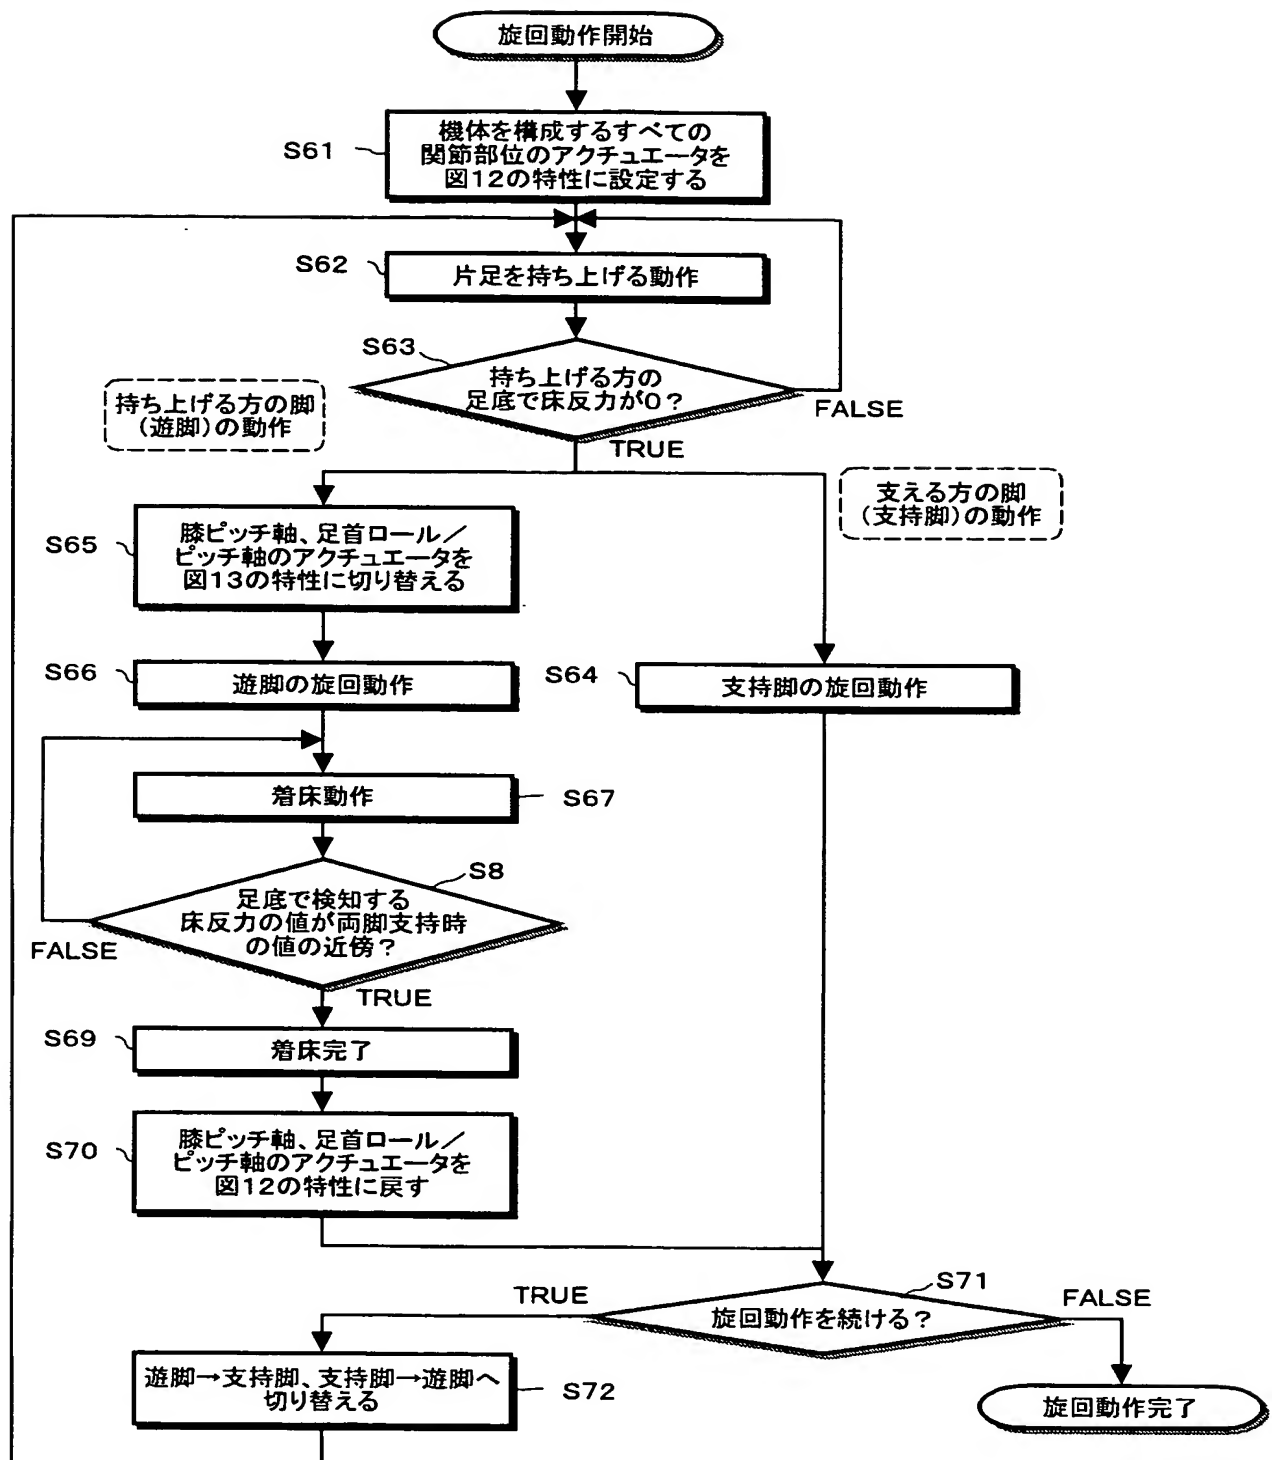 旋回動作開始
S61
機体を構成するすべての
関節部位のアクチュエータを
図12の特性に設定する
S62
片足を持ち上げる動作
S63
持ち上げる方の
足底で床反力が0?
FALSE
TRUE
持ち上げる方の脚
(遊脚)の動作
支える方の脚
(支持脚)の動作
S65
膝ピッチ軸、足首ロール/
ピッチ軸のアクチュエータを
図13の特性に切り替える
S66
遊脚の旋回動作
S64
支持脚の旋回動作
着床動作
S67
S8
足底で検知する
床反力の値が両脚支持時
の値の近傍?
FALSE
TRUE
S69
着床完了
S70
膝ピッチ軸、足首ロール/
ピッチ軸のアクチュエータを
図12の特性に戻す
S71
TRUE
旋回動作を続ける?
FALSE
遊脚→支持脚、支持脚→遊脚へ
切り替える
S72
旋回動作完了